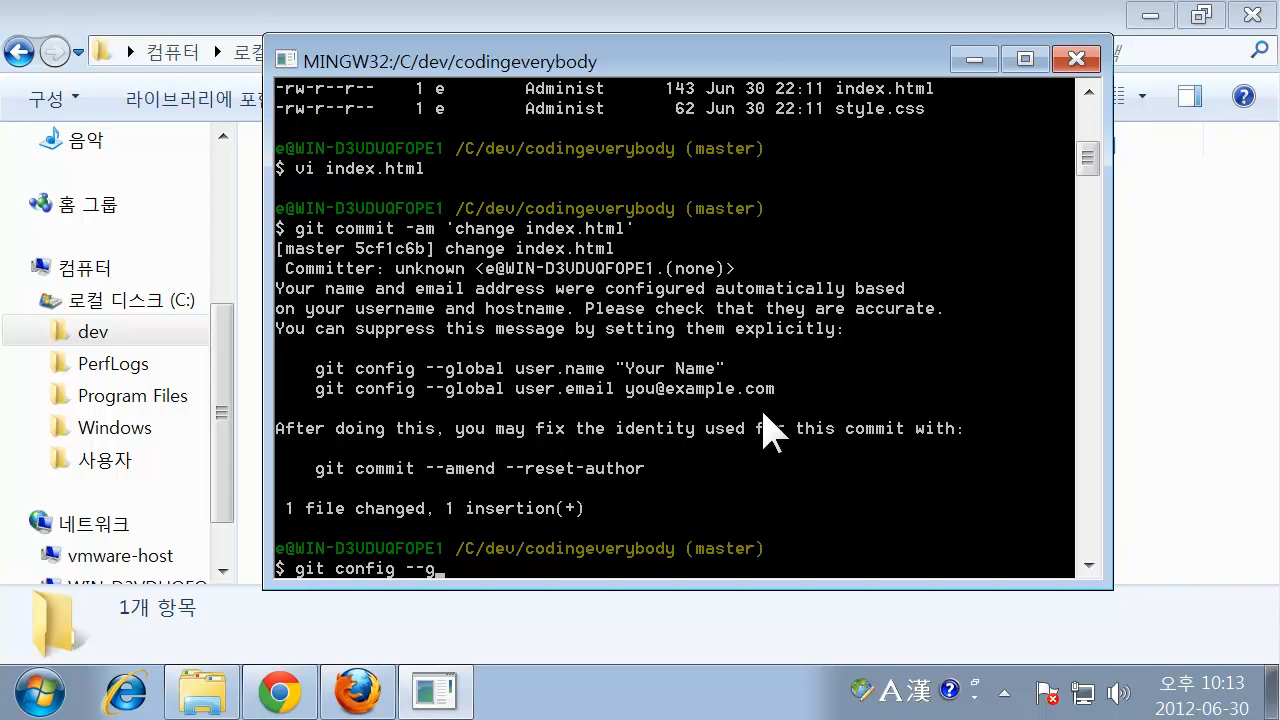 컴퓨터 로컬
구성
라이브러리에 포함
음악
홈 그룹
컴퓨터
로컬 디스크 (C:)
dev
PerfLogs
Program Files
Windows
사용자
네트워크
vmware-host
1개 항목
MINGW32:/C/dev/codingeverybody
-rw-r--r-- 1 e Administ 143 Jun 30 22:11 index.html
-rw-r--r-- 1 e Administ 62 Jun 30 22:11 style.css
e@WIN-D3VDUQFOPE1 /C/dev/codingeverybody (master)
$ vi index.html
e@WIN-D3VDUQFOPE1 /C/dev/codingeverybody (master)
$ git commit -am 'change index.html'
[master 5cf1c6b] change index.html
Committer: unknown <e@WIN-D3VDUQFOPE1.(none)>
Your name and email address were configured automatically based
on your username and hostname. Please check that they are accurate.
You can suppress this message by setting them explicitly:
git config --global user.name "Your Name"
git config --global user.email you@example.com
After doing this, you may fix the identity used for this commit with:
git commit --amend --reset-author
1 file changed, 1 insertion(+)
e@WIN-D3VDUQFOPE1 /C/dev/codingeverybody (master)
$ git config --g
A 漢
오후 10:13
2012-06-30